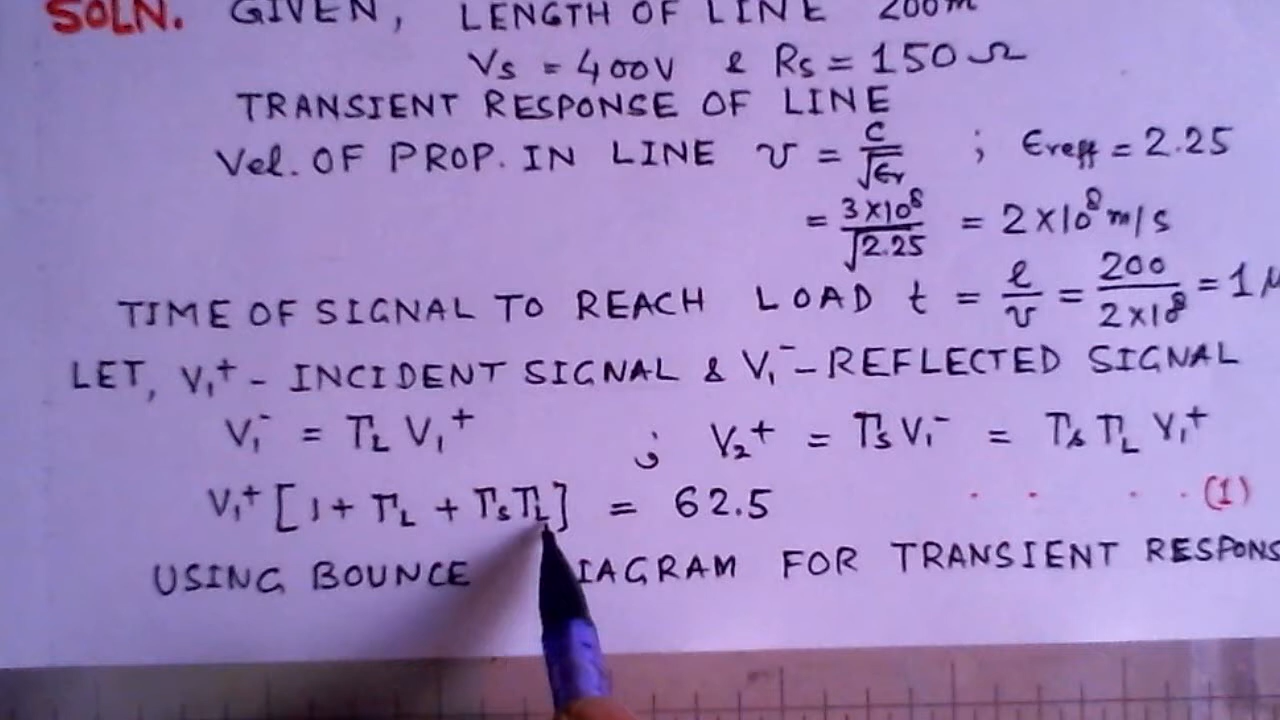 SOLN. GIVEN, LENGTH OF LINE 200m
Vs = 400V & Rs = 150 Ω
TRANSIENT RESPONSE OF LINE
Vel. OF PROP. IN LINE v = c/√εr ; εreff = 2.25
= 3×10⁸/√2.25 = 2×10⁸ m/s
TIME OF SIGNAL TO REACH LOAD t = l/v = 200/2×10⁸ = 1 μ
LET, V₁⁺ - INCIDENT SIGNAL & V₁⁻ - REFLECTED SIGNAL
V₁⁻ = ΓL V₁⁺ ; V₂⁺ = Γs V₁⁻ = Γs ΓL V₁⁺
V₁⁺ [1 + ΓL + ΓsΓL] = 62.5 . . . . (1)
USING BOUNCE IAGRAM FOR TRANSIENT RESPONS